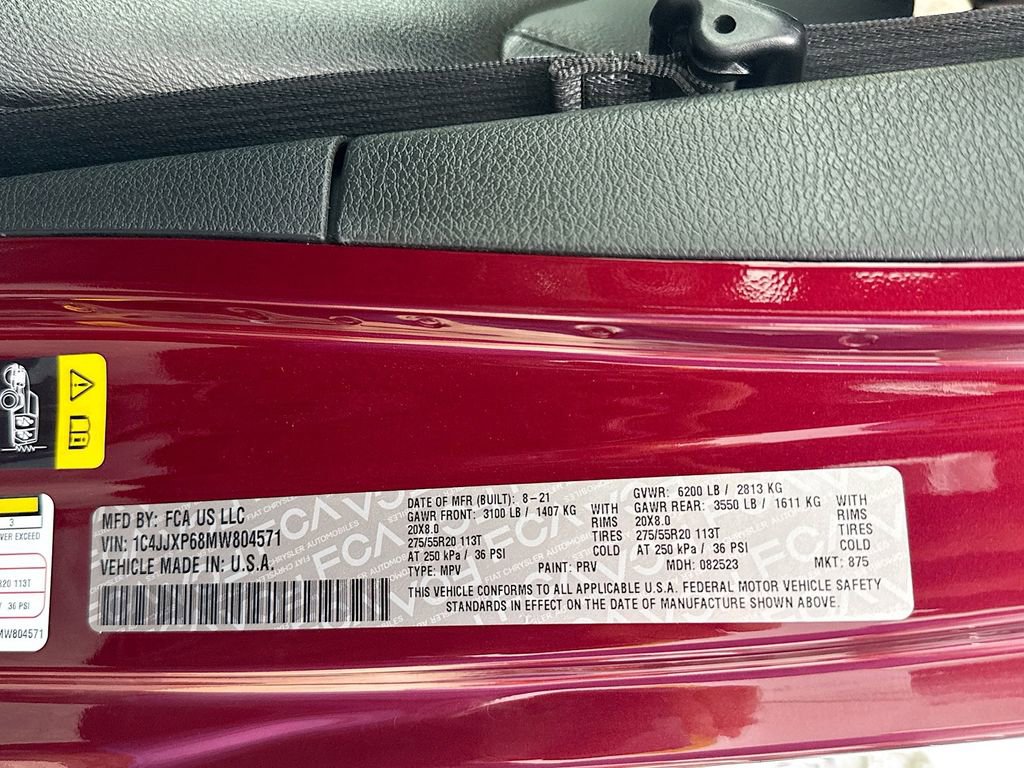 MFD BY: FCA US LLC
VIN: 1C4JJXP68MW804571
VEHICLE MADE IN: U.S.A.
DATE OF MFR (BUILT): 8-21
GAWR FRONT: 3100 LB / 1407 KG
20X8.0
275/55R20 113T
AT 250 kPa / 36 PSI
TYPE: MPV
PAINT: PRV
WITH
RIMS
TIRES
COLD
GVWR: 6200 LB / 2813 KG
GAWR REAR: 3550 LB / 1611 KG
20X8.0
275/55R20 113T
AT 250 kPa / 36 PSI
MDH: 082523
WITH
RIMS
TIRES
COLD
MKT: 875
THIS VEHICLE CONFORMS TO ALL APPLICABLE U.S.A. FEDERAL MOTOR VEHICLE SAFETY
STANDARDS IN EFFECT ON THE DATE OF MANUFACTURE SHOWN ABOVE.
3
VER EXCEED
R20 113T
/ 36 PSI
MW804571